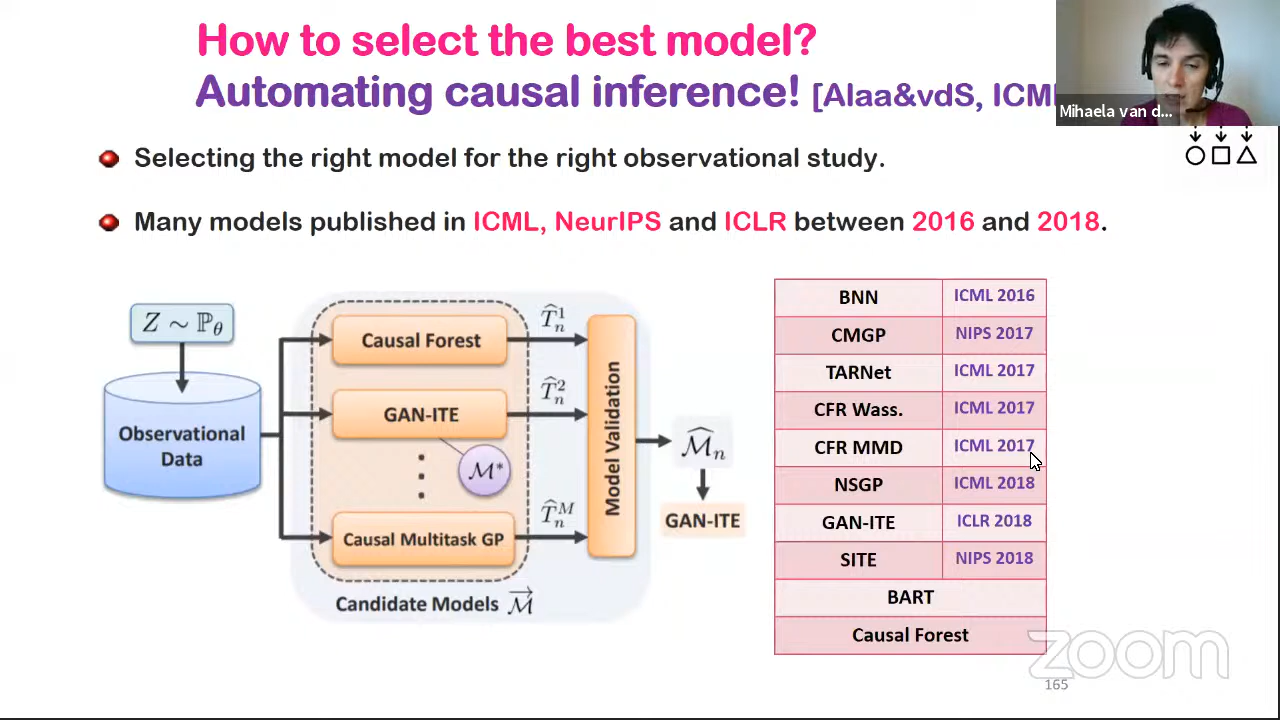 How to select the best model?
Automating causal inference! [Alaa&vdS, ICM
Mihaela van d...
Selecting the right model for the right observational study.
Many models published in ICML, NeurIPS and ICLR between 2016 and 2018.
Z ∼ ℙθ
Observational
Data
Causal Forest
GAN-ITE
M*
Causal Multitask GP
Candidate Models M⃗
T̂ₙ¹
T̂ₙ²
T̂ₙᴹ
Model Validation
M̂ₙ
GAN-ITE
BNN ICML 2016
CMGP NIPS 2017
TARNet ICML 2017
CFR Wass. ICML 2017
CFR MMD ICML 2017
NSGP ICML 2018
GAN-ITE ICLR 2018
SITE NIPS 2018
BART
Causal Forest
zoom
165